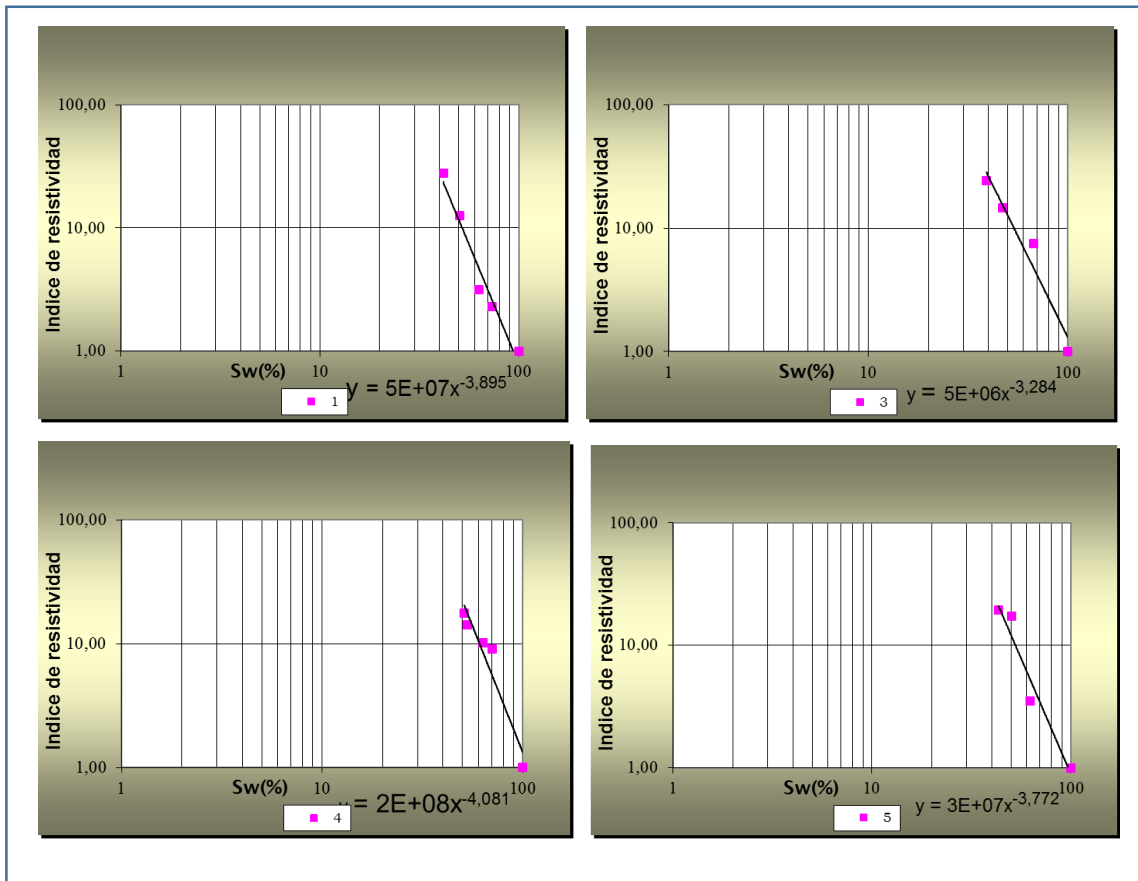 100,00
10,00
1,00
1
10
100
Indice de resistividad
Sw(%)
y = 5E+07x-3,895
1
100,00
10,00
1,00
1
10
100
Indice de resistividad
Sw(%)
y = 5E+06x-3,284
3
100,00
10,00
1,00
1
10
100
Indice de resistividad
Sw(%)
y = 2E+08x-4,081
4
100,00
10,00
1,00
1
10
100
Indice de resistividad
Sw(%)
y = 3E+07x-3,772
5